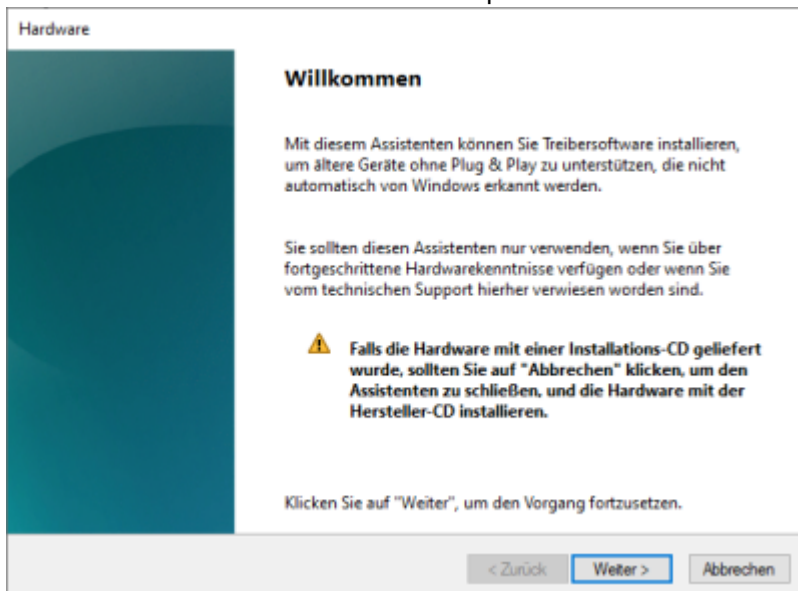 Hardware
Willkommen
Mit diesem Assistenten können Sie Treibersoftware installieren,
um ältere Geräte ohne Plug & Play zu unterstützen, die nicht
automatisch von Windows erkannt werden.
Sie sollten diesen Assistenten nur verwenden, wenn Sie über
fortgeschrittene Hardwarekenntnisse verfügen oder wenn Sie
vom technischen Support hierher verwiesen worden sind.
Falls die Hardware mit einer Installations-CD geliefert
wurde, sollten Sie auf "Abbrechen" klicken, um den
Assistenten zu schließen, und die Hardware mit der
Hersteller-CD installieren.
Klicken Sie auf "Weiter", um den Vorgang fortzusetzen.
< Zurück Weiter > Abbrechen